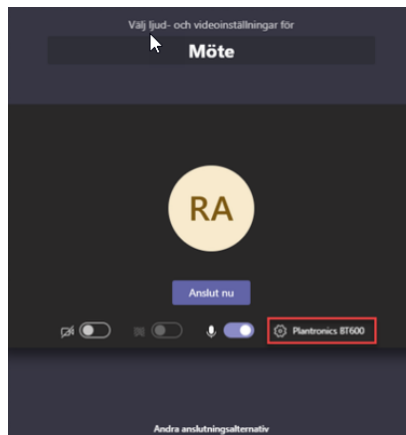 Välj ljud- och videoinställningar för
Möte
RA
Anslut nu
Plantronics BT600
Andra anslutningsalternativ